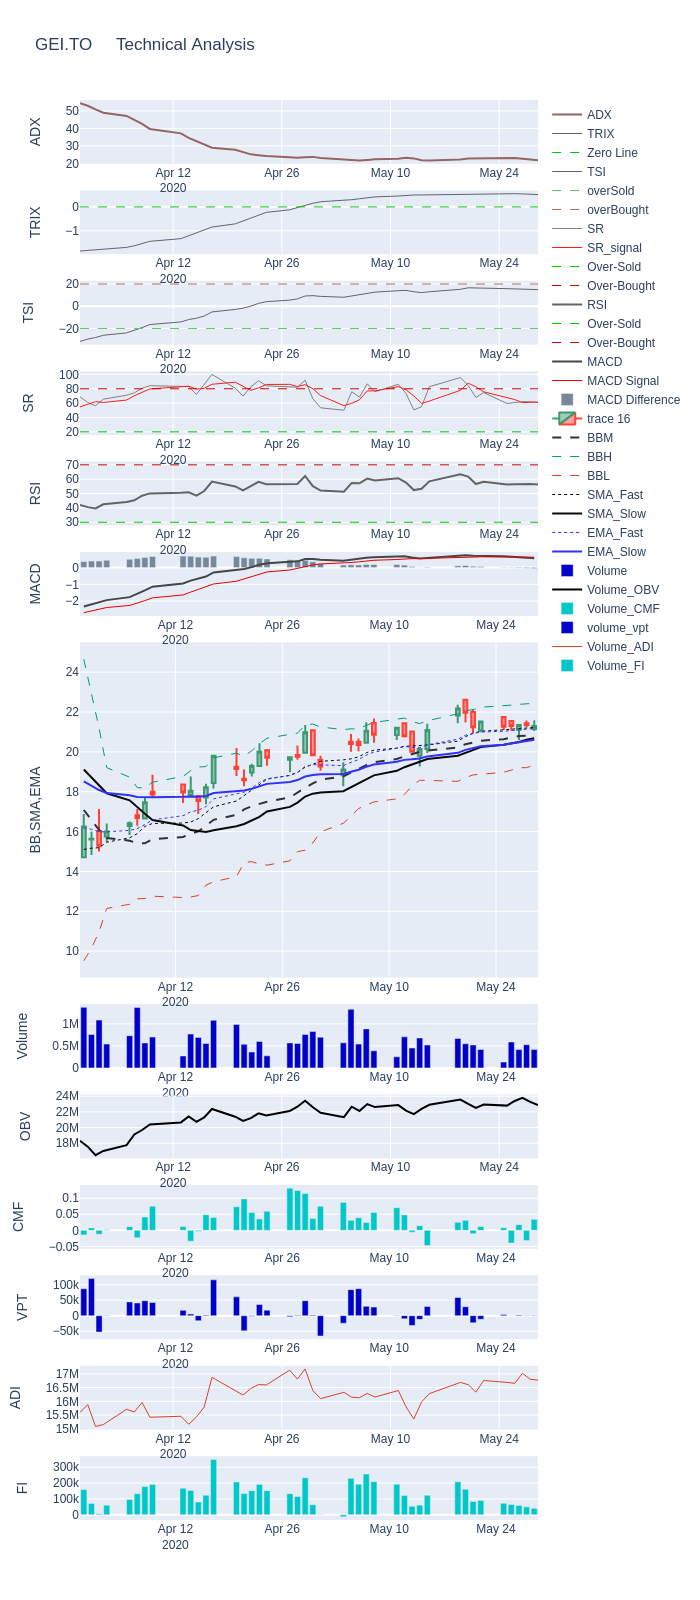 GEI.TO Technical Analysis
ADX
50
40
30
20
Apr 12
2020
Apr 26
May 10
May 24
TRIX
0
−1
Apr 12
2020
Apr 26
May 10
May 24
TSI
20
0
−20
Apr 12
2020
Apr 26
May 10
May 24
SR
100
80
60
40
20
Apr 12
2020
Apr 26
May 10
May 24
RSI
70
60
50
40
30
Apr 12
2020
Apr 26
May 10
May 24
MACD
0
−1
−2
Apr 12
2020
Apr 26
May 10
May 24
BB,SMA,EMA
24
22
20
18
16
14
12
10
Apr 12
2020
Apr 26
May 10
May 24
Volume
1M
0.5M
0
Apr 12
2020
Apr 26
May 10
May 24
OBV
24M
22M
20M
18M
Apr 12
2020
Apr 26
May 10
May 24
CMF
0.1
0.05
0
−0.05
Apr 12
2020
Apr 26
May 10
May 24
VPT
100k
50k
0
−50k
Apr 12
2020
Apr 26
May 10
May 24
ADI
17M
16.5M
16M
15.5M
15M
Apr 12
2020
Apr 26
May 10
May 24
FI
300k
200k
100k
0
Apr 12
2020
Apr 26
May 10
May 24
ADX
TRIX
Zero Line
TSI
overSold
overBought
SR
SR_signal
Over-Sold
Over-Bought
RSI
Over-Sold
Over-Bought
MACD
MACD Signal
MACD Difference
trace 16
BBM
BBH
BBL
SMA_Fast
SMA_Slow
EMA_Fast
EMA_Slow
Volume
Volume_OBV
Volume_CMF
volume_vpt
Volume_ADI
Volume_FI